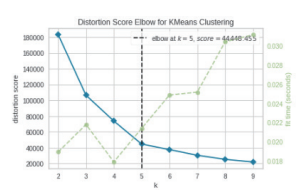 Distortion Score Elbow for KMeans Clustering
elbow at k = 5, score = 44448.455
180000
160000
140000
120000
100000
80000
60000
40000
20000
distortion score
0.030
0.028
0.026
0.024
0.022
0.020
0.018
fit time (seconds)
2 3 4 5 6 7 8 9
k